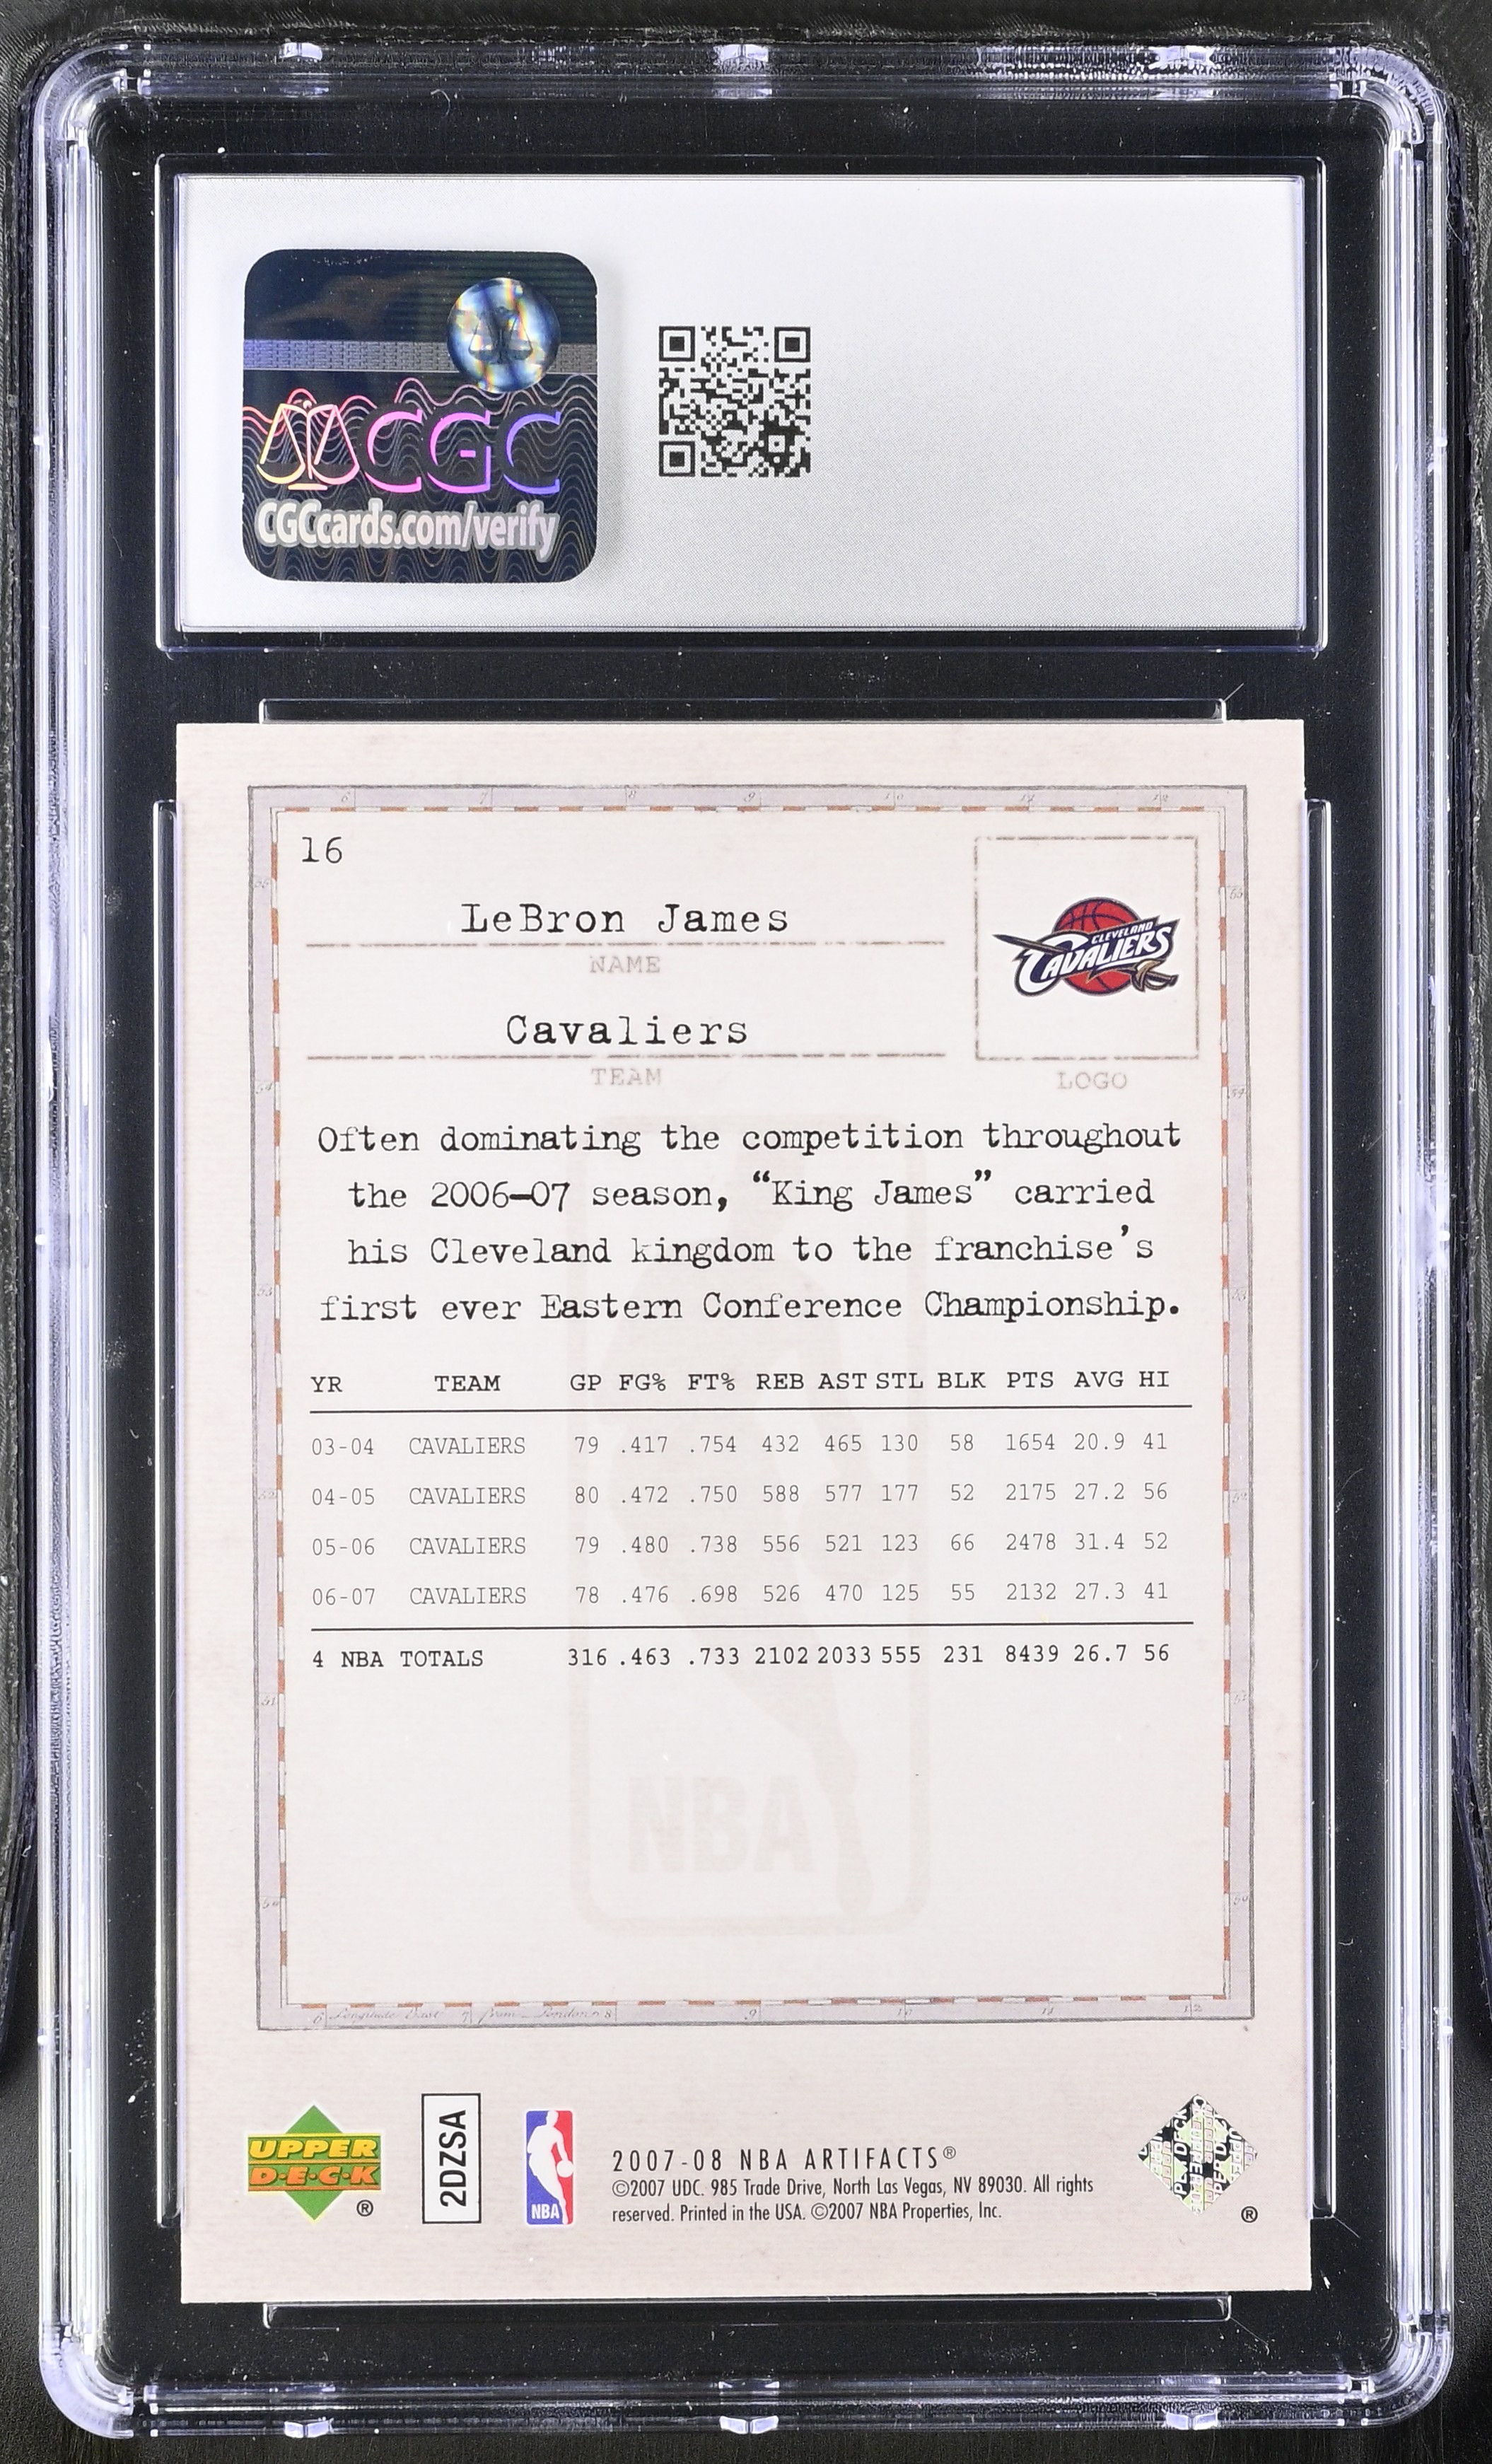 CGC
CGCcards.com/verify
16
LeBron James
NAME
CLEVELAND
CAVALIERS
Cavaliers
TEAM
LOGO
Often dominating the competition throughout
the 2006–07 season, “King James” carried
his Cleveland kingdom to the franchise’s
first ever Eastern Conference Championship.
YR TEAM GP FG% FT% REB AST STL BLK PTS AVG HI
03-04 CAVALIERS 79 .417 .754 432 465 130 58 1654 20.9 41
04-05 CAVALIERS 80 .472 .750 588 577 177 52 2175 27.2 56
05-06 CAVALIERS 79 .480 .738 556 521 123 66 2478 31.4 52
06-07 CAVALIERS 78 .476 .698 526 470 125 55 2132 27.3 41
4 NBA TOTALS 316 .463 .733 2102 2033 555 231 8439 26.7 56
NBA
UPPER
DECK
®
2DZSA
NBA
2007-08 NBA ARTIFACTS®
©2007 UDC. 985 Trade Drive, North Las Vegas, NV 89030. All rights
reserved. Printed in the USA. ©2007 NBA Properties, Inc.
®